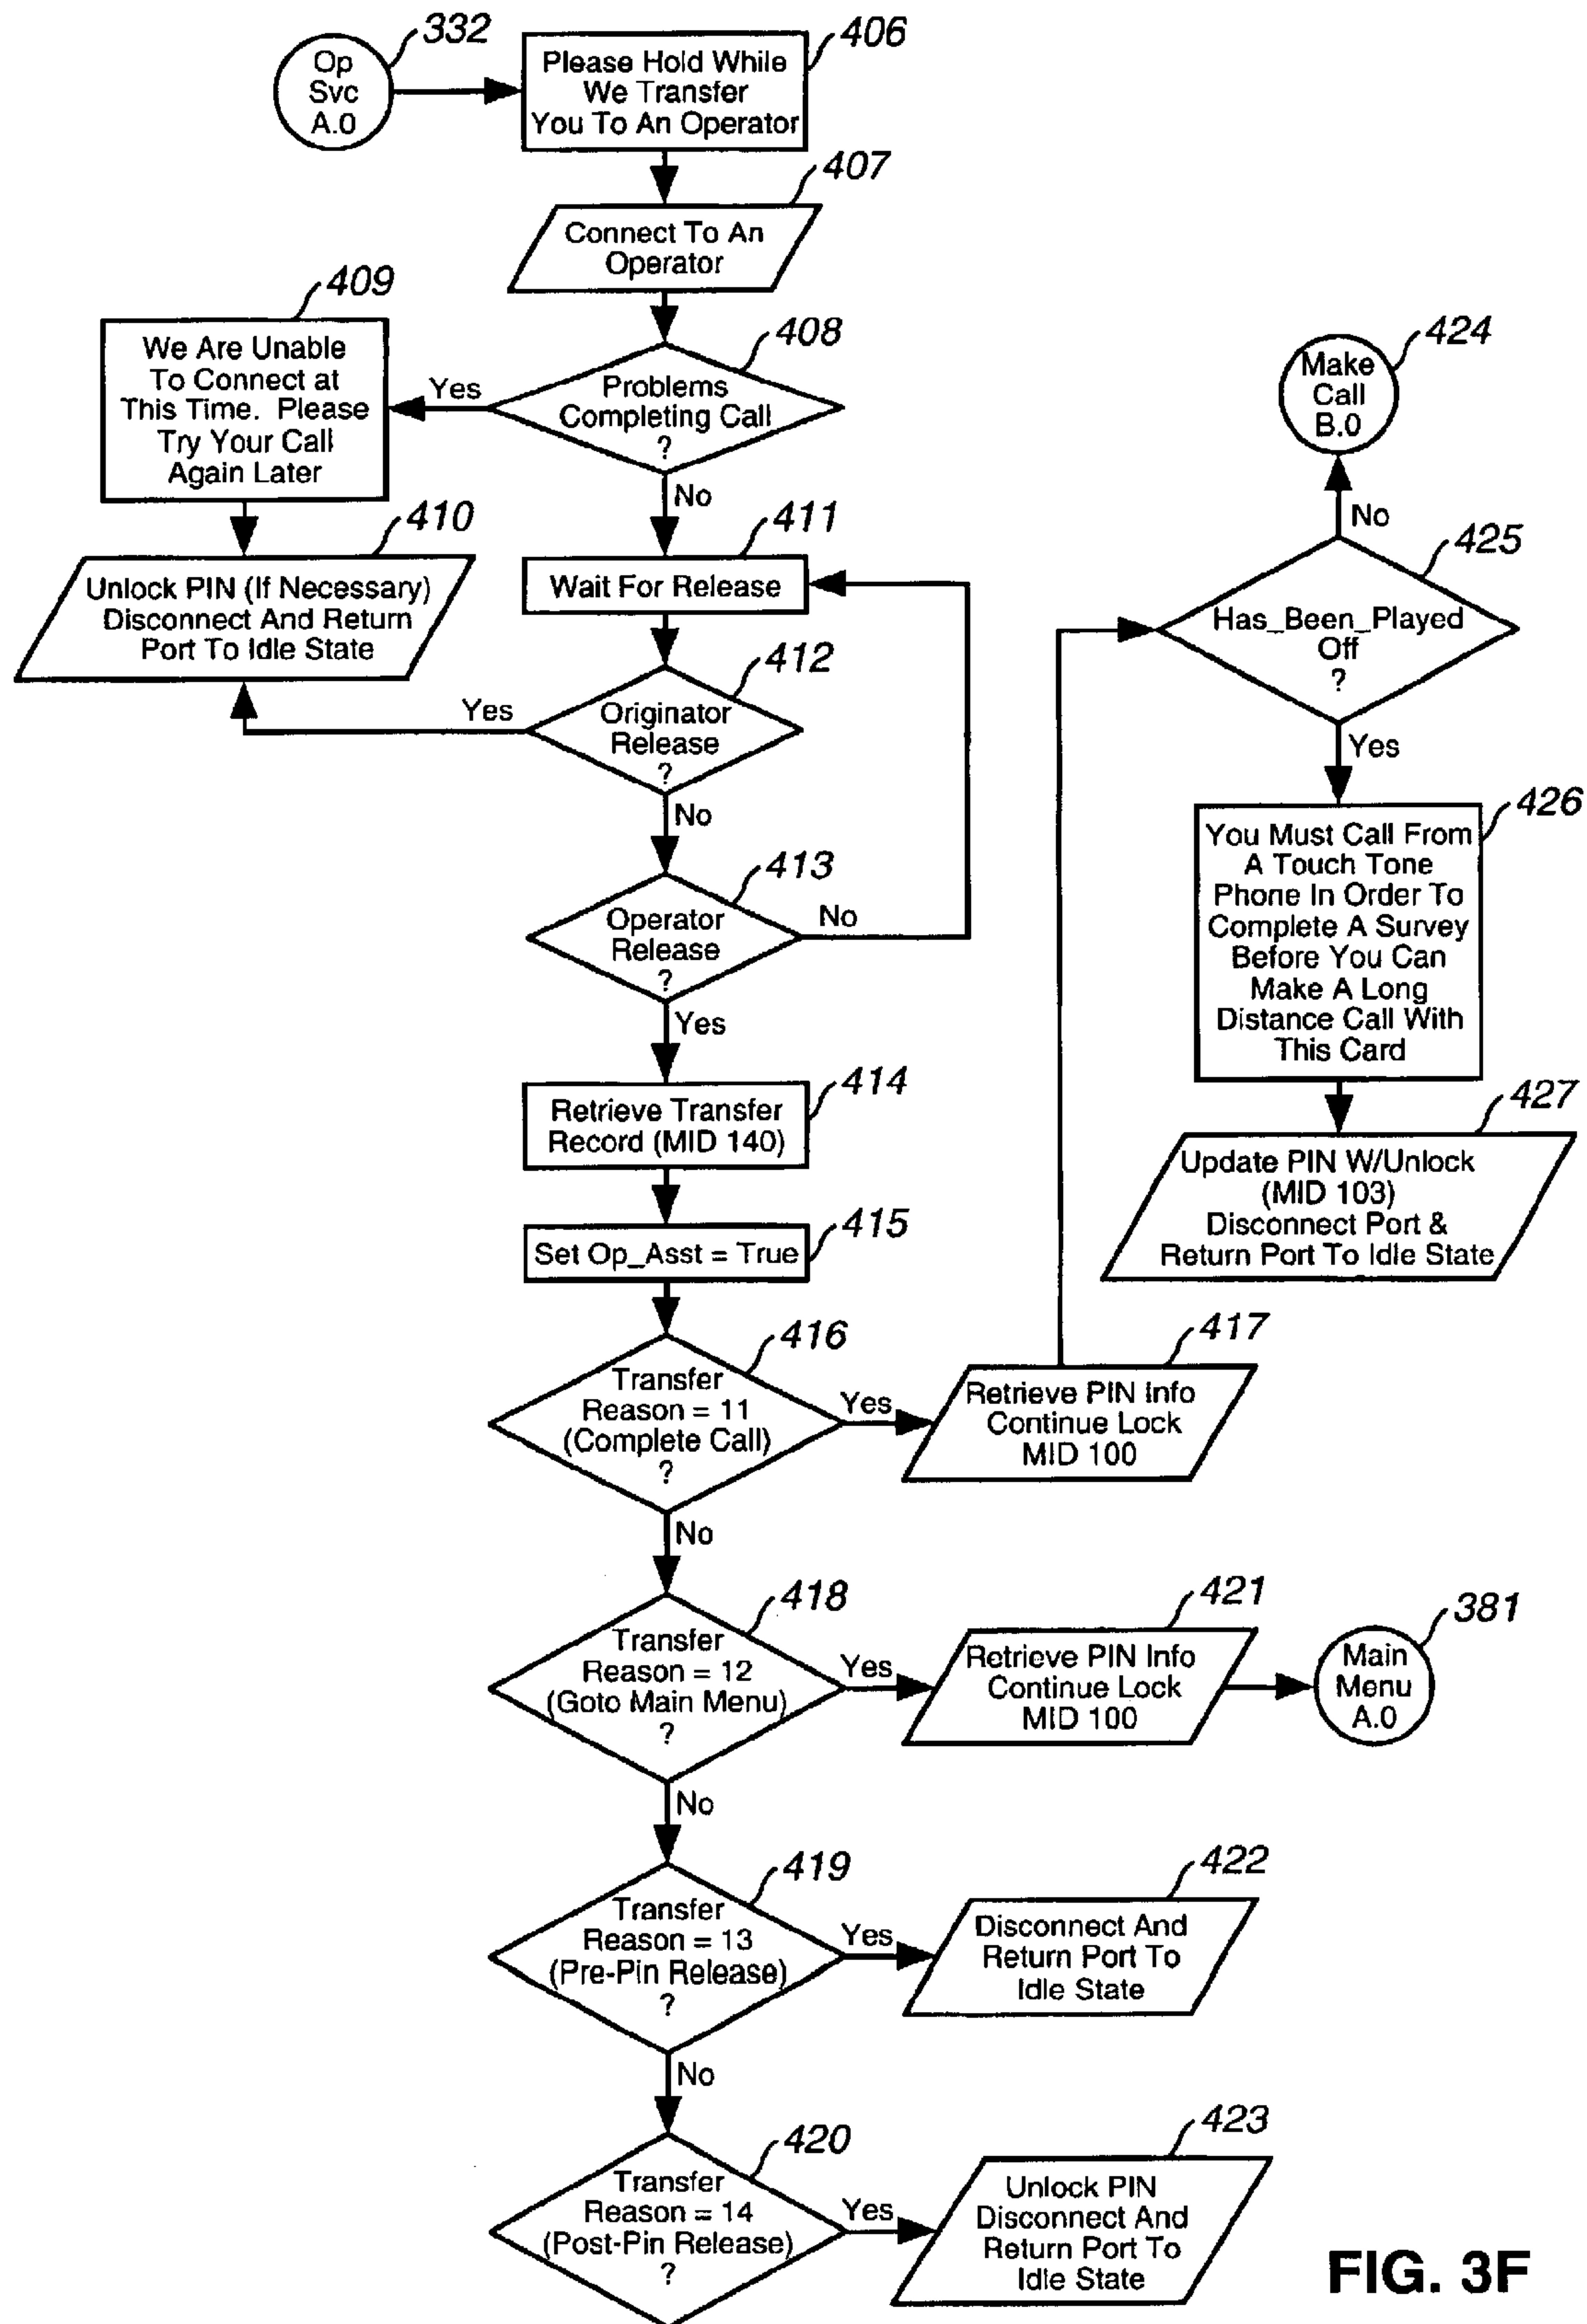 332
Op
Svc
A.0
406
Please Hold While
We Transfer
You To An Operator
407
Connect To An
Operator
408
Problems
Completing Call
?
Yes
No
409
We Are Unable
To Connect at
This Time. Please
Try Your Call
Again Later
410
Unlock PIN (If Necessary)
Disconnect And Return
Port To Idle State
411
Wait For Release
412
Originator
Release
?
Yes
No
413
Operator
Release
?
No
Yes
414
Retrieve Transfer
Record (MID 140)
415
Set Op_Asst = True
416
Transfer
Reason = 11
(Complete Call)
?
Yes
No
417
Retrieve PIN Info
Continue Lock
MID 100
424
Make
Call
B.0
No
425
Has_Been_Played
Off
?
Yes
426
You Must Call From
A Touch Tone
Phone In Order To
Complete A Survey
Before You Can
Make A Long
Distance Call With
This Card
427
Update PIN W/Unlock
(MID 103)
Disconnect Port &
Return Port To Idle State
418
Transfer
Reason = 12
(Goto Main Menu)
?
Yes
No
421
Retrieve PIN Info
Continue Lock
MID 100
381
Main
Menu
A.0
419
Transfer
Reason = 13
(Pre-Pin Release)
?
Yes
No
422
Disconnect And
Return Port To
Idle State
420
Transfer
Reason = 14
(Post-Pin Release)
?
Yes
423
Unlock PIN
Disconnect And
Return Port To
Idle State
FIG. 3F